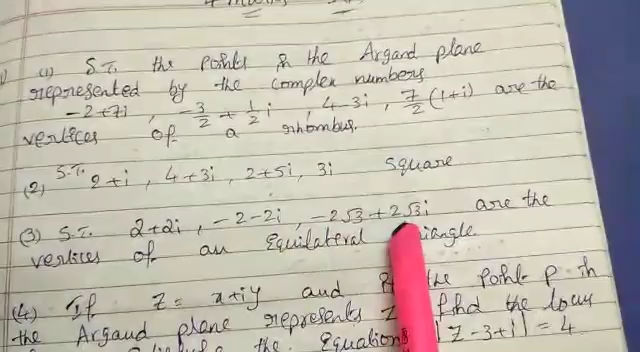 (1) S.T. the points in the Argand plane
represented by the complex numbers
-2+7i , -3/2 + 1/2 i , 4-3i , 7/2 (1+i) are the
vertices of a rhombus.
(2) S.T. 2+i , 4+3i , 2+5i , 3i square
(3) S.T. 2+2i , -2-2i , -2√3+2√3i are the
vertices of an Equilateral iangle
(4) If z = x+iy and the point p in
the Argand plane represents z find the locus
the Equation |z-3+i| = 4